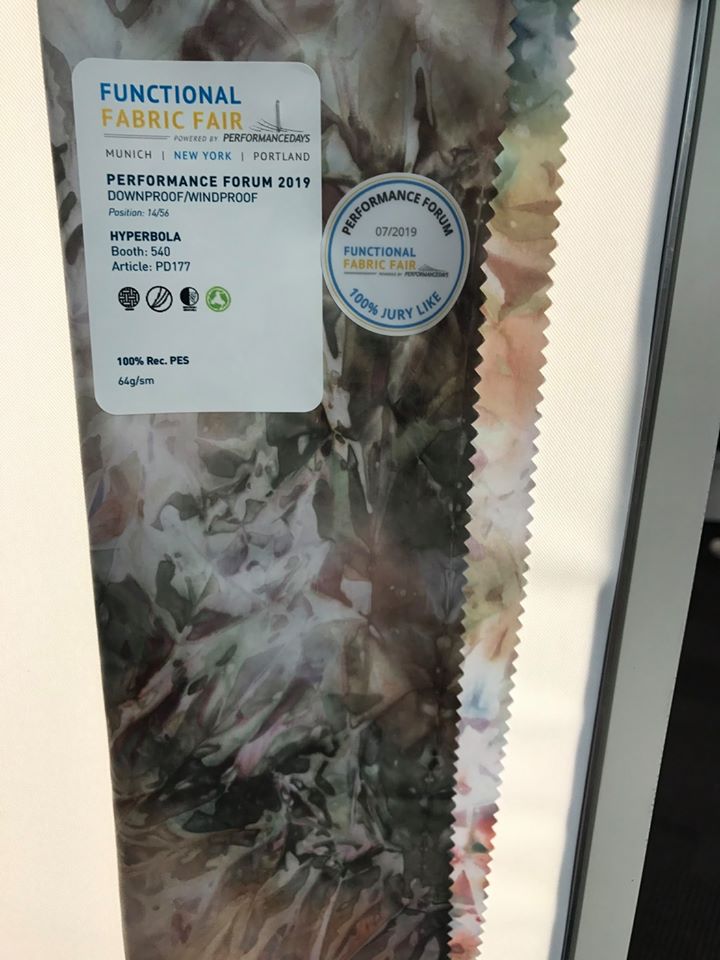 FUNCTIONAL
FABRIC FAIR
POWERED BY PERFORMANCEDAYS
MUNICH | NEW YORK | PORTLAND
PERFORMANCE FORUM 2019
DOWNPROOF/WINDPROOF
Position: 14/56
HYPERBOLA
Booth: 540
Article: PD177
100% Rec. PES
64g/sm
PERFORMANCE FORUM
07/2019
FUNCTIONAL
FABRIC FAIR
POWERED BY PERFORMANCEDAYS
100% JURY LIKE